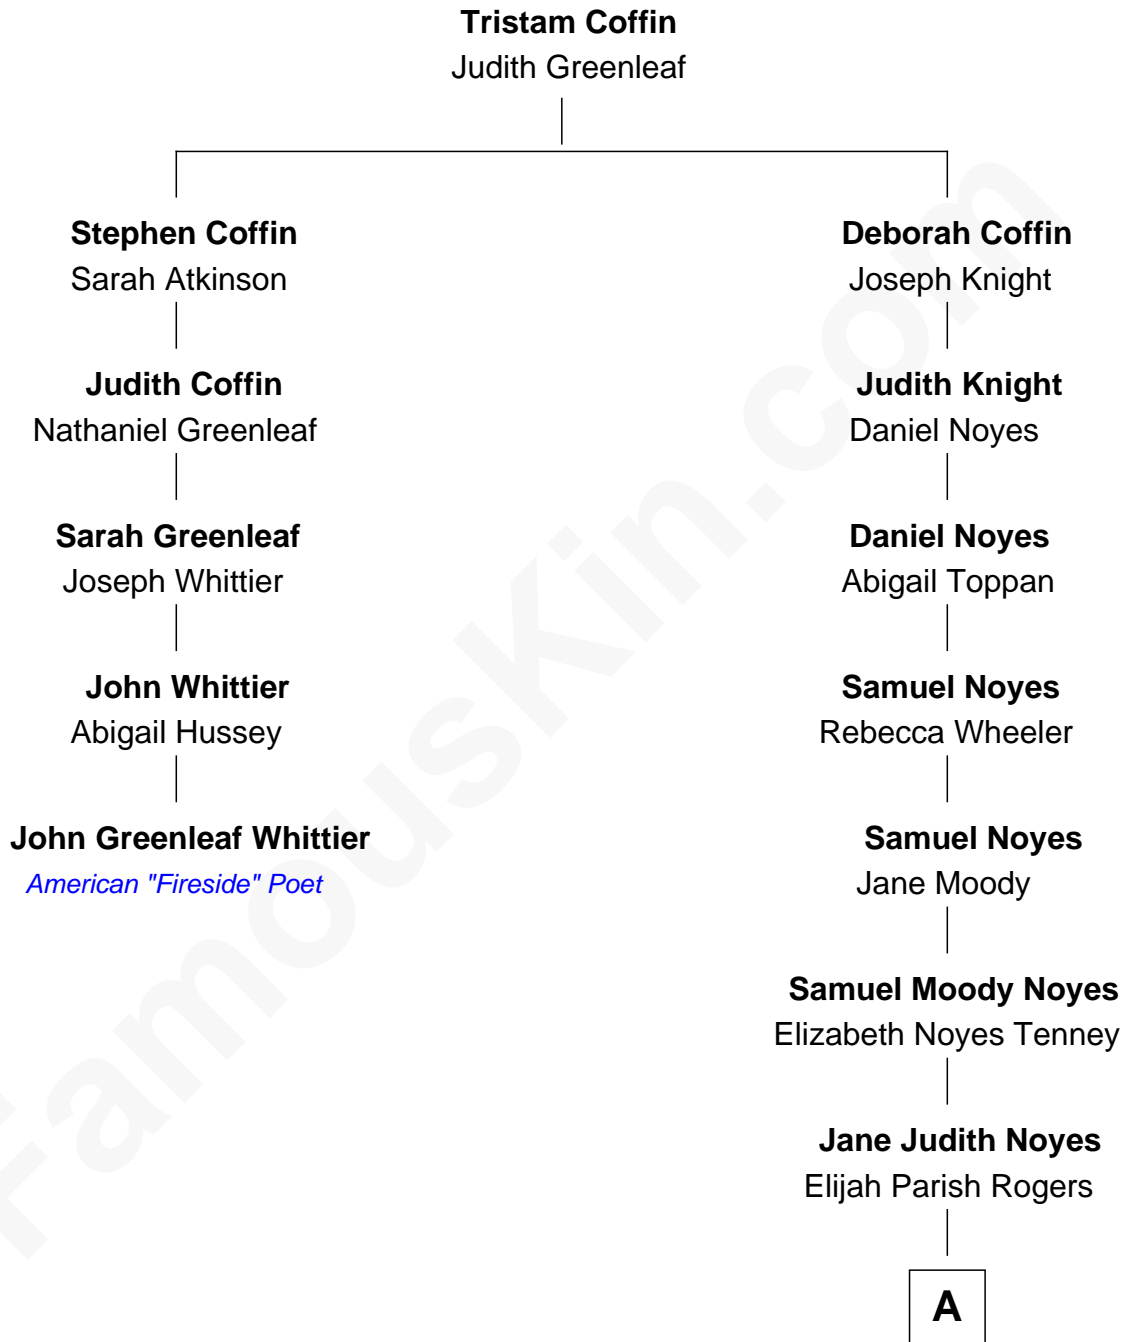 Tristam Coffin
Judith Greenleaf
Stephen Coffin
Sarah Atkinson
Judith Coffin
Nathaniel Greenleaf
Sarah Greenleaf
Joseph Whittier
John Whittier
Abigail Hussey
John Greenleaf Whittier
American "Fireside" Poet
Deborah Coffin
Joseph Knight
Judith Knight
Daniel Noyes
Daniel Noyes
Abigail Toppan
Samuel Noyes
Rebecca Wheeler
Samuel Noyes
Jane Moody
Samuel Moody Noyes
Elizabeth Noyes Tenney
Jane Judith Noyes
Elijah Parish Rogers
A
FamousKin.com